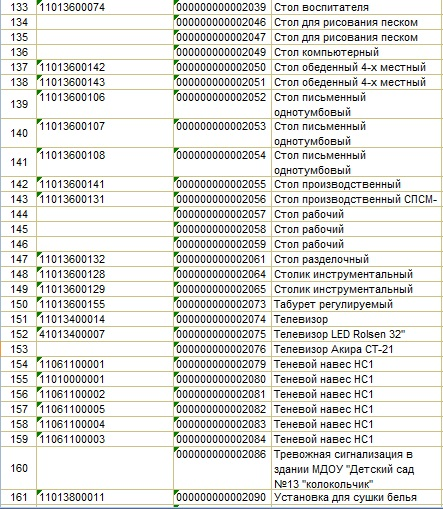 133 11013600074 000000000002039 Стол воспитателя
134 000000000002046 Стол для рисования песком
135 000000000002047 Стол для рисования песком
136 000000000002049 Стол компьютерный
137 11013600142 000000000002050 Стол обеденный 4-х местный
138 11013600143 000000000002051 Стол обеденный 4-х местный
139 11013600106 000000000002052 Стол письменный
однотумбовый
140 11013600107 000000000002053 Стол письменный
однотумбовый
141 11013600108 000000000002054 Стол письменный
однотумбовый
142 11013600141 000000000002055 Стол производственный
143 11013600131 000000000002056 Стол производственный СПСМ-
144 000000000002057 Стол рабочий
145 000000000002058 Стол рабочий
146 000000000002059 Стол рабочий
147 11013600132 000000000002061 Стол разделочный
148 11013600128 000000000002064 Столик инструментальный
149 11013600129 000000000002065 Столик инструментальный
150 11013600155 000000000002073 Табурет регулируемый
151 11013400014 000000000002074 Телевизор
152 41013400007 000000000002075 Телевизор LED Rolsen 32"
153 000000000002076 Телевизор Акира СТ-21
154 11061100001 000000000002079 Теневой навес НС1
155 11010000001 000000000002080 Теневой навес НС1
156 11061100002 000000000002081 Теневой навес НС1
157 11061100005 000000000002082 Теневой навес НС1
158 11061100004 000000000002083 Теневой навес НС1
159 11061100003 000000000002084 Теневой навес НС1
160 000000000002086 Тревожная сигнализация в
здании МДОУ "Детский сад
№13 "колокольчик"
161 11013800011 000000000002090 Установка для сушки белья